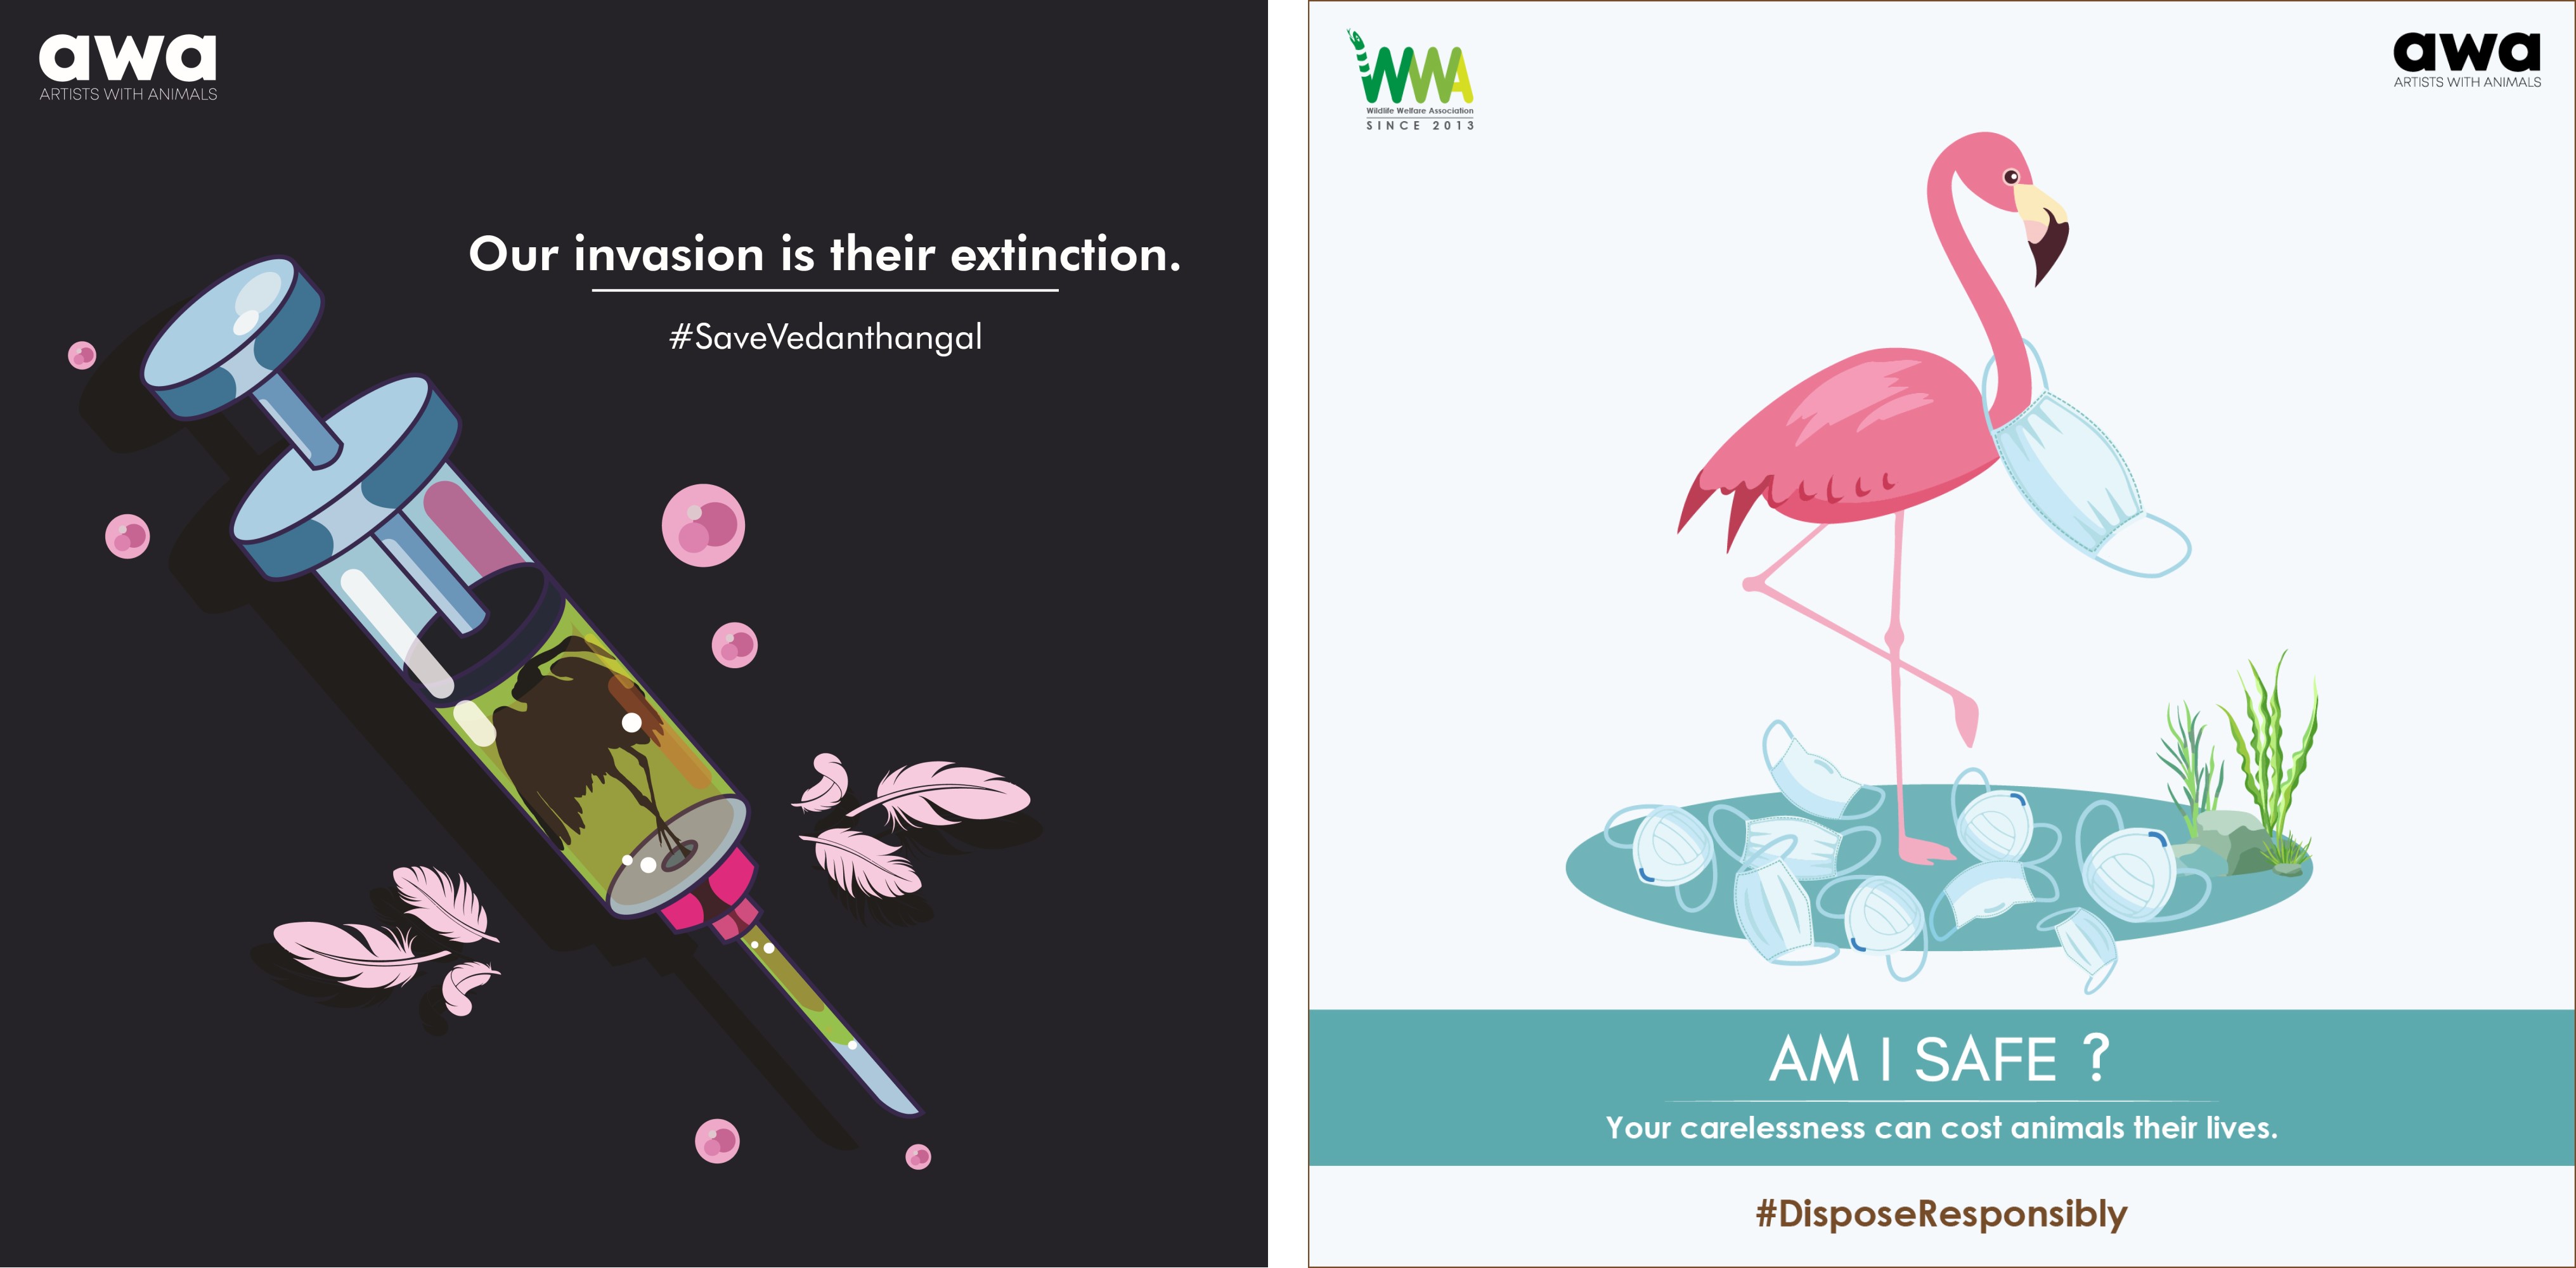 awa
ARTISTS WITH ANIMALS
Our invasion is their extinction.
#SaveVedanthangal
WWA
Wildlife Welfare Association
SINCE 2013
awa
ARTISTS WITH ANIMALS
AM I SAFE ?
Your carelessness can cost animals their lives.
#DisposeResponsibly